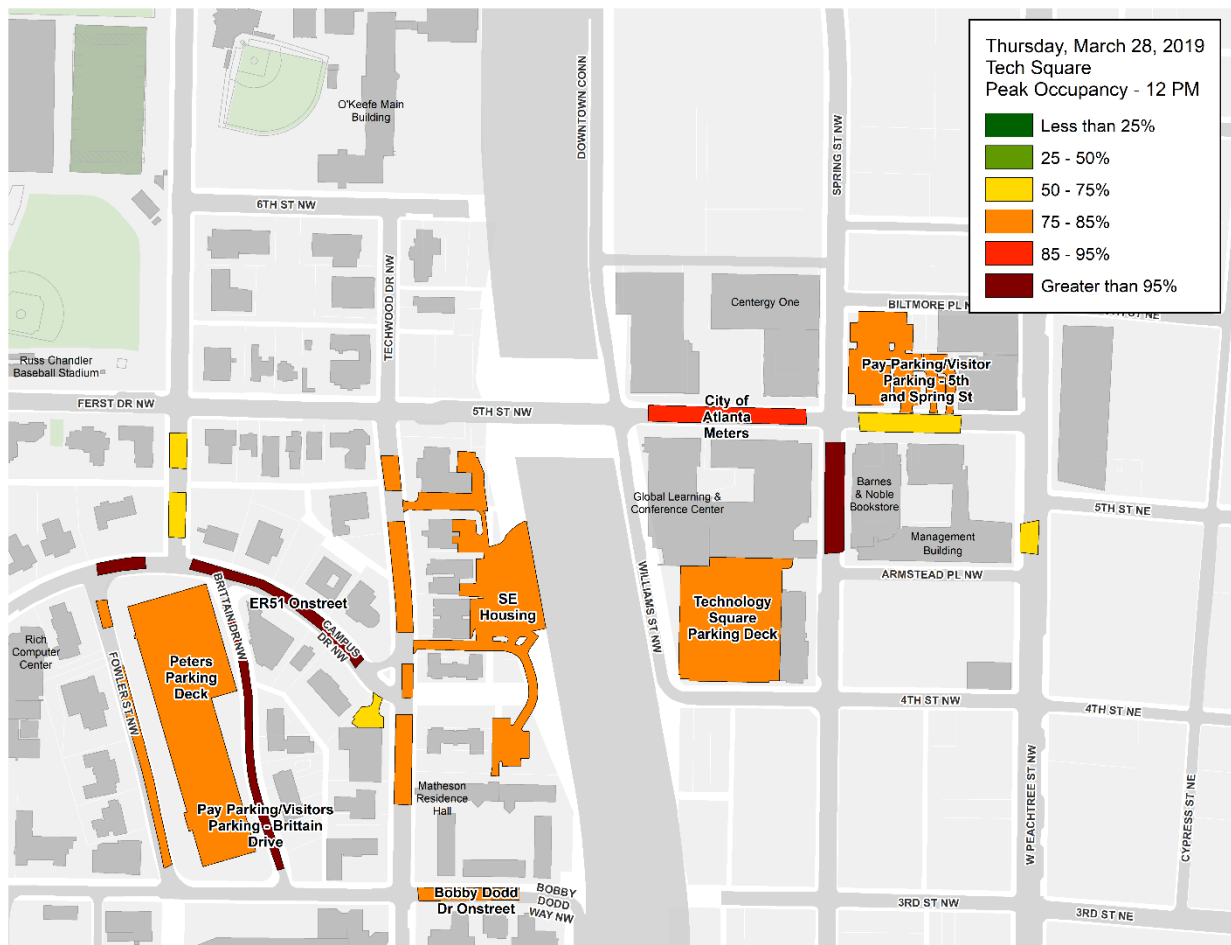 Thursday, March 28, 2019
Tech Square
Peak Occupancy - 12 PM
Less than 25%
25 - 50%
50 - 75%
75 - 85%
85 - 95%
Greater than 95%
O'Keefe Main
Building
DOWNTOWN CONN
SPRING ST NW
6TH ST NW
TECHWOOD DR NW
Centergy One
BILTMORE PL N
TH ST NE
Russ Chandler
Baseball Stadium
Pay Parking/Visitor
Parking - 5th
and Spring St
FERST DR NW
5TH ST NW
City of
Atlanta
Meters
Global Learning &
Conference Center
Barnes
& Noble
Bookstore
Management
Building
5TH ST NE
ARMSTEAD PL NW
WILLIAMS ST NW
Technology
Square
Parking Deck
SE
Housing
ER51 Onstreet
BRITTAIN DR NW
CAMPUS
DR NW
Rich
Computer
Center
Peters
Parking
Deck
FOWLER ST NW
4TH ST NW
4TH ST NE
W PEACHTREE ST NW
CYPRESS ST NE
Matheson
Residence
Hall
Pay Parking/Visitors
Parking - Brittain
Drive
Bobby Dodd
Dr Onstreet
BOBBY
DODD
WAY NW
3RD ST NW
3RD ST NE